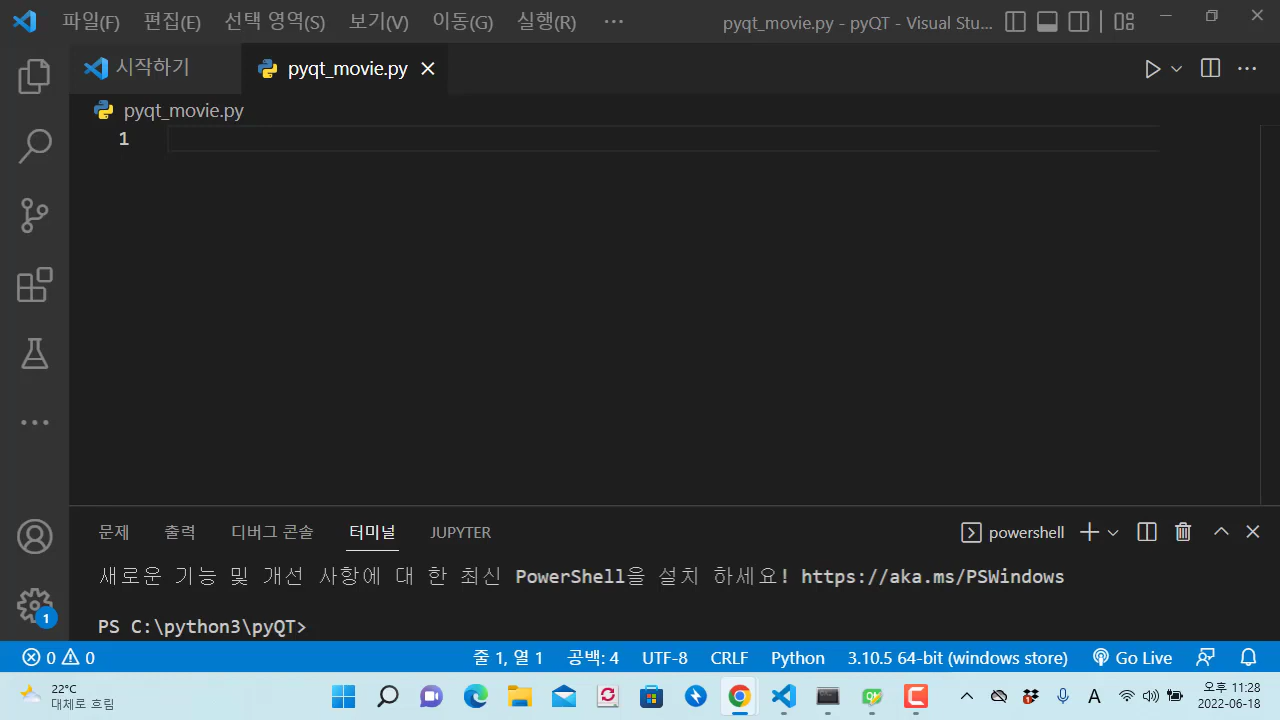 파일(F) 편집(E) 선택 영역(S) 보기(V) 이동(G) 실행(R) ··· pyqt_movie.py - pyQT - Visual Stu...
시작하기 pyqt_movie.py
pyqt_movie.py
1
문제 출력 디버그 콘솔 터미널 JUPYTER powershell
새로운 기능 및 개선 사항에 대 한 최신 PowerShell을 설치 하세요! https://aka.ms/PSWindows
PS C:\python3\pyQT>
1
0 0 줄 1, 열 1 공백: 4 UTF-8 CRLF Python 3.10.5 64-bit (windows store) Go Live
22°C
대체로 흐림
A
오후 11:28
2022-06-18